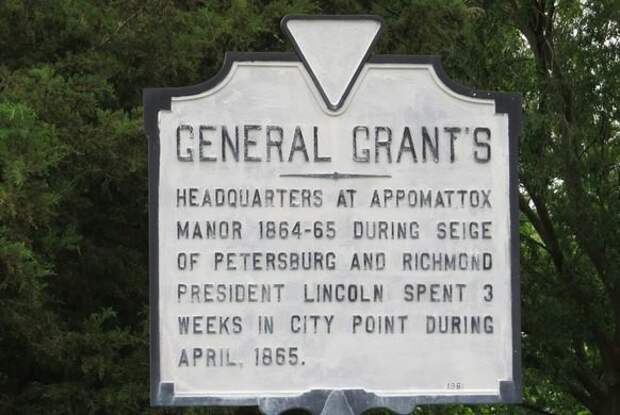 GENERAL GRANT'S
HEADQUARTERS AT APPOMATTOX
MANOR 1864-65 DURING SEIGE
OF PETERSBURG AND RICHMOND
PRESIDENT LINCOLN SPENT 3
WEEKS IN CITY POINT DURING
APRIL, 1865.
1981